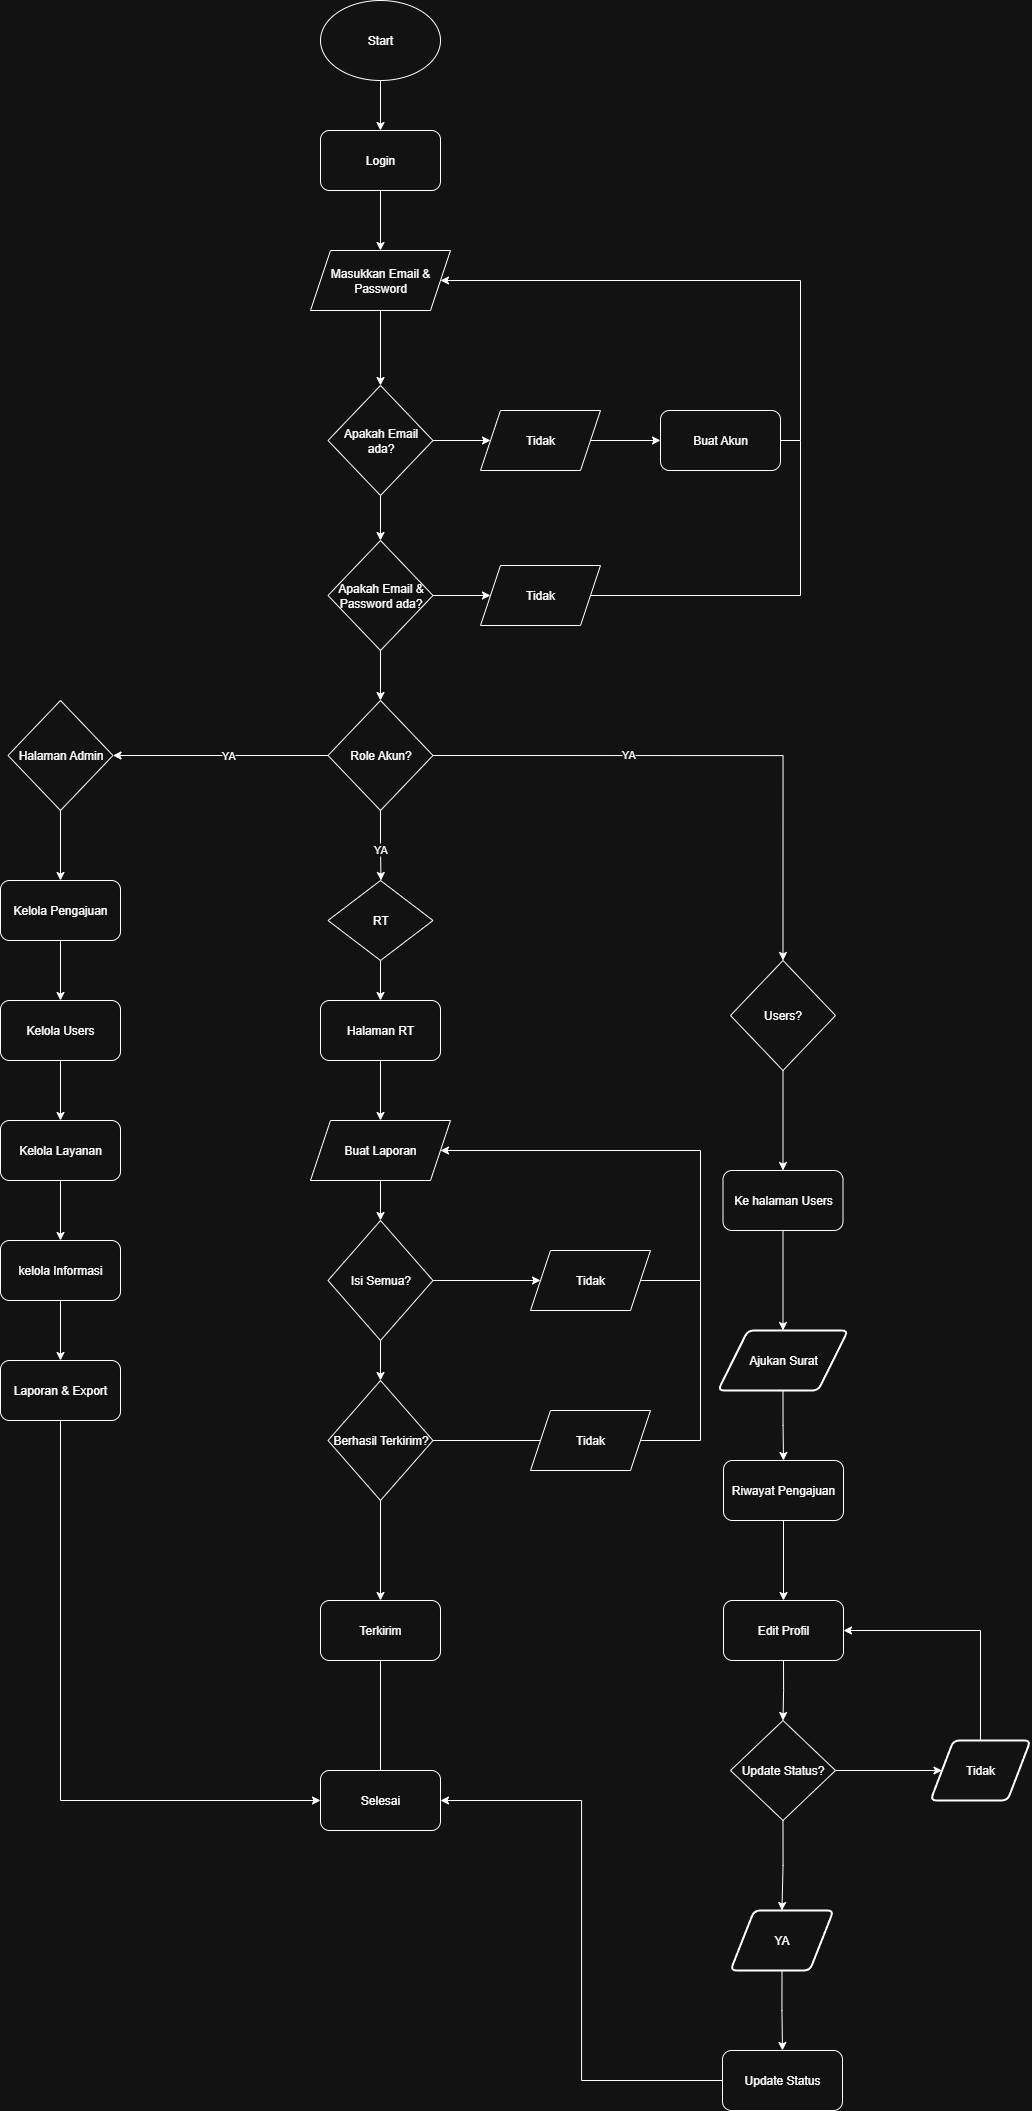 Start
Login
Masukkan Email &
Password
Apakah Email
ada?
Tidak
Buat Akun
Apakah Email &
Password ada?
Tidak
Halaman Admin
YA
Role Akun?
YA
YA
Kelola Pengajuan
RT
Kelola Users
Halaman RT
Users?
Kelola Layanan
Buat Laporan
Ke halaman Users
kelola Informasi
Isi Semua?
Tidak
Ajukan Surat
Laporan & Export
Berhasil Terkirim?
Tidak
Riwayat Pengajuan
Terkirim
Edit Profil
Update Status?
Tidak
Selesai
YA
Update Status